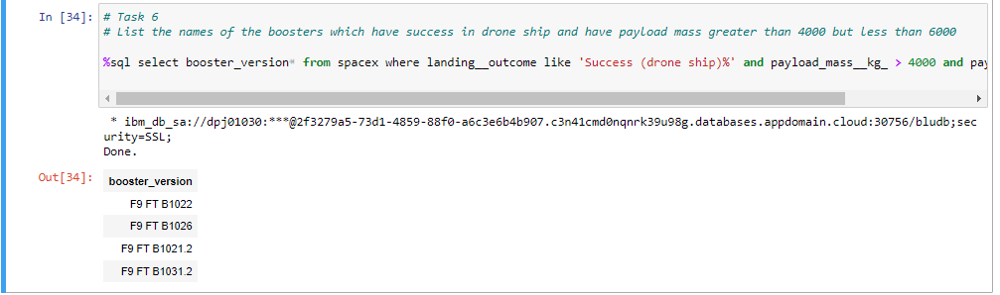 In [34]:
# Task 6
# List the names of the boosters which have success in drone ship and have payload mass greater than 4000 but less than 6000
%sql select booster_version* from spacex where landing__outcome like 'Success (drone ship)%' and payload_mass__kg_ > 4000 and pay
* ibm_db_sa://dpj01030:***@2f3279a5-73d1-4859-88f0-a6c3e6b4b907.c3n41cmd0nqnrk39u98g.databases.appdomain.cloud:30756/bludb;sec
urity=SSL;
Done.
Out[34]:
booster_version
F9 FT B1022
F9 FT B1026
F9 FT B1021.2
F9 FT B1031.2